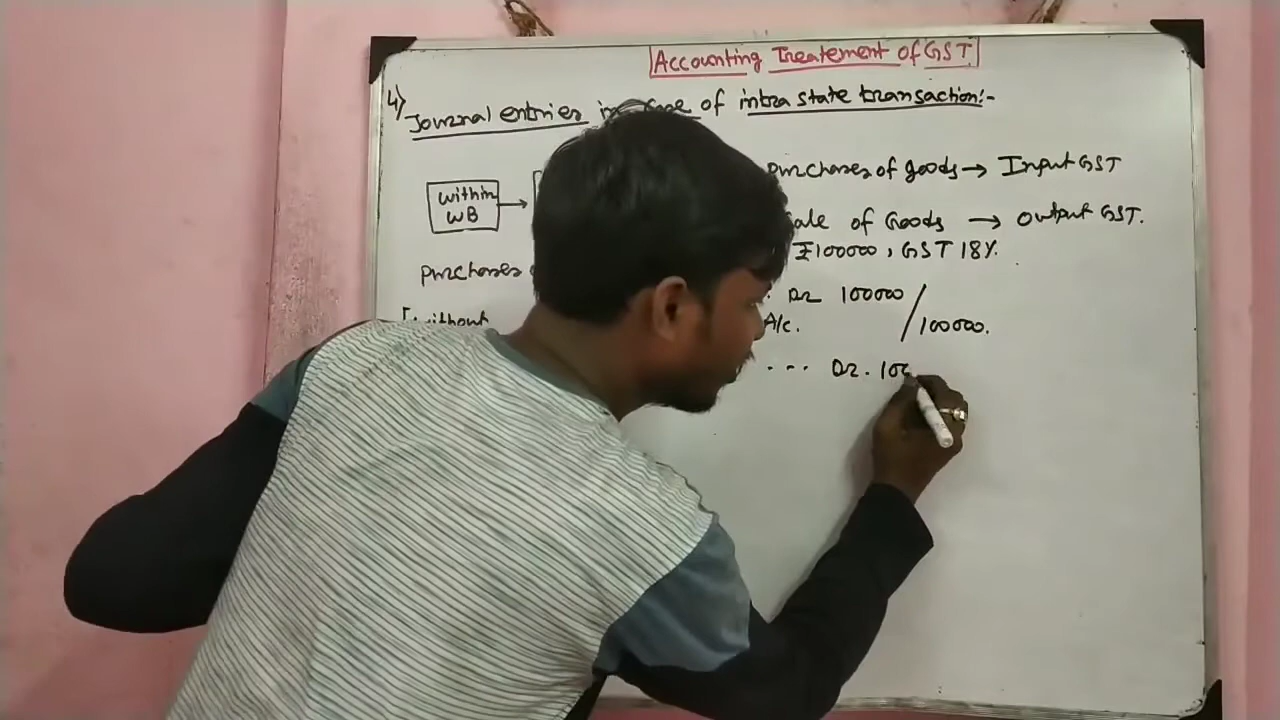 Accounting Treatement of GST
4) Journal entries in case of intra state transaction:-
Purchases of goods → Input GST
within
WB →
Sale of Goods → Output GST.
₹100000, GST 18%.
Purchases
Dr 100000
[without
A/c. 100000.
... Dr. 100